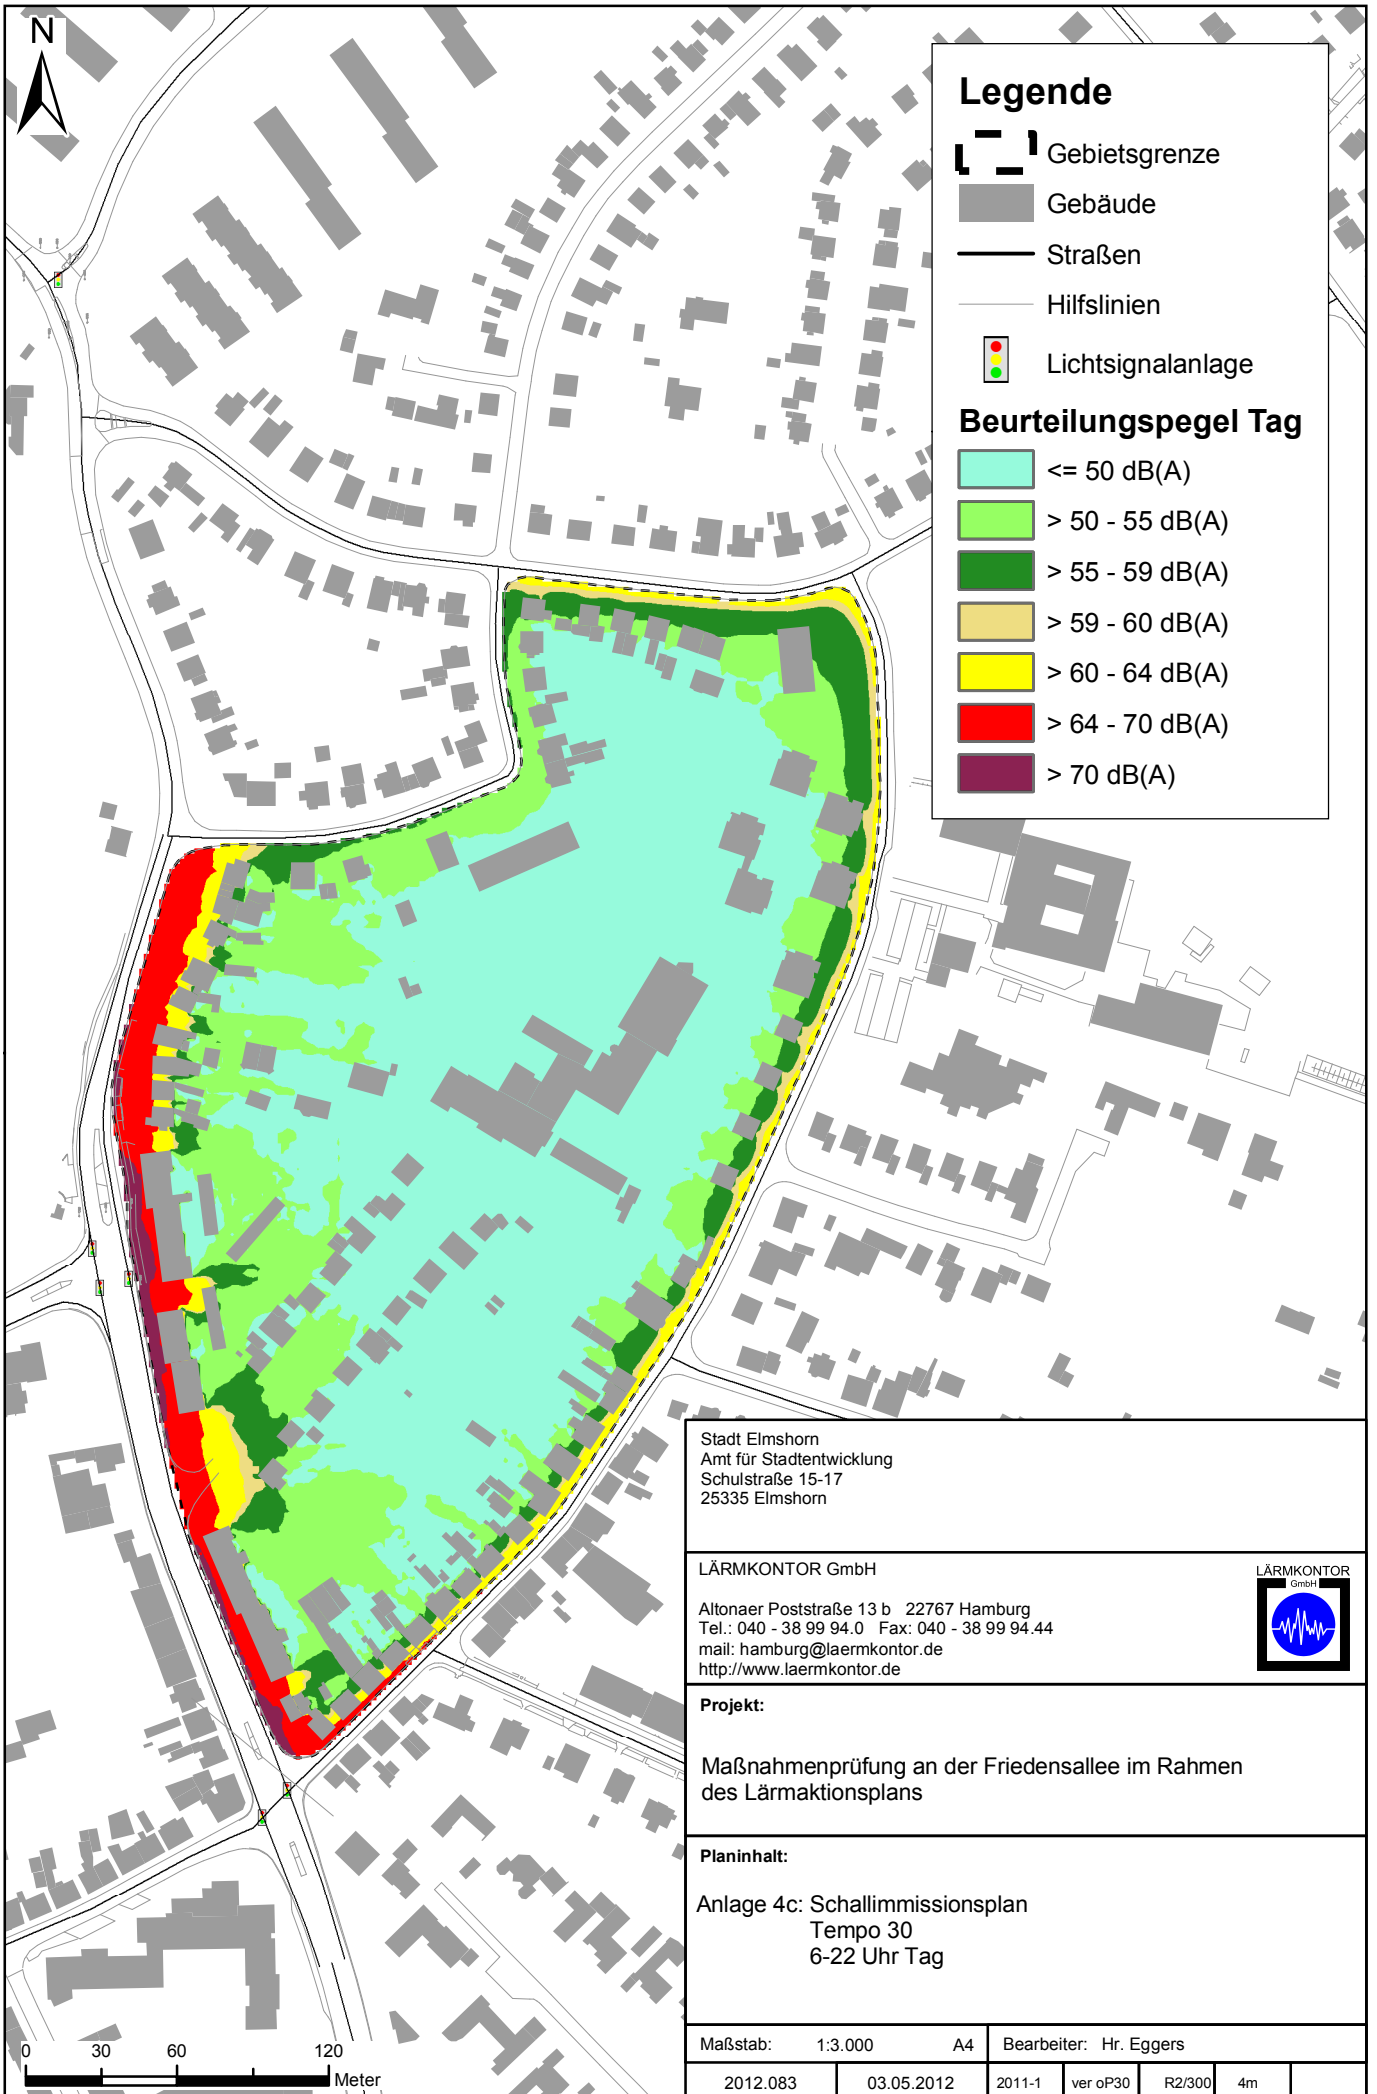 N
Legende
Gebietsgrenze
Gebäude
Straßen
Hilfslinien
Lichtsignalanlage
Beurteilungspegel Tag
<= 50 dB(A)
> 50 - 55 dB(A)
> 55 - 59 dB(A)
> 59 - 60 dB(A)
> 60 - 64 dB(A)
> 64 - 70 dB(A)
> 70 dB(A)
Stadt Elmshorn
Amt für Stadtentwicklung
Schulstraße 15-17
25335 Elmshorn
LÄRMKONTOR GmbH
Altonaer Poststraße 13 b 22767 Hamburg
Tel.: 040 - 38 99 94.0 Fax: 040 - 38 99 94.44
mail: hamburg@laermkontor.de
http://www.laermkontor.de
LÄRMKONTOR
GmbH
Projekt:
Maßnahmenprüfung an der Friedensallee im Rahmen
des Lärmaktionsplans
Planinhalt:
Anlage 4c: Schallimmissionsplan
Tempo 30
6-22 Uhr Tag
Maßstab: 1:3.000 A4 Bearbeiter: Hr. Eggers
2012.083 03.05.2012 2011-1 ver oP30 R2/300 4m
0 30 60 120
Meter